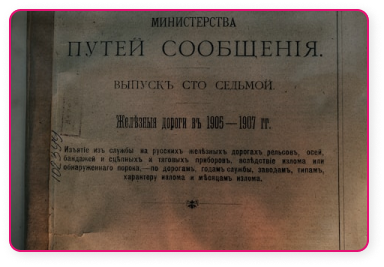 МИНИСТЕРСТВА
ПУТЕЙ СООБЩЕНІЯ.
ВЫПУСКЪ СТО СЕДЬМОЙ.
Желѣзныя дороги въ 1905—1907 гг.
Изъятіе изъ службы на русскихъ желѣзныхъ дорогахъ рельсовъ, осей,
бандажей и сцѣпныхъ и тяговыхъ приборовъ, вслѣдствіе излома или
обнаруженнаго порока,—по дорогамъ, годамъ службы, заводамъ, типамъ,
характеру излома и мѣсяцамъ излома.